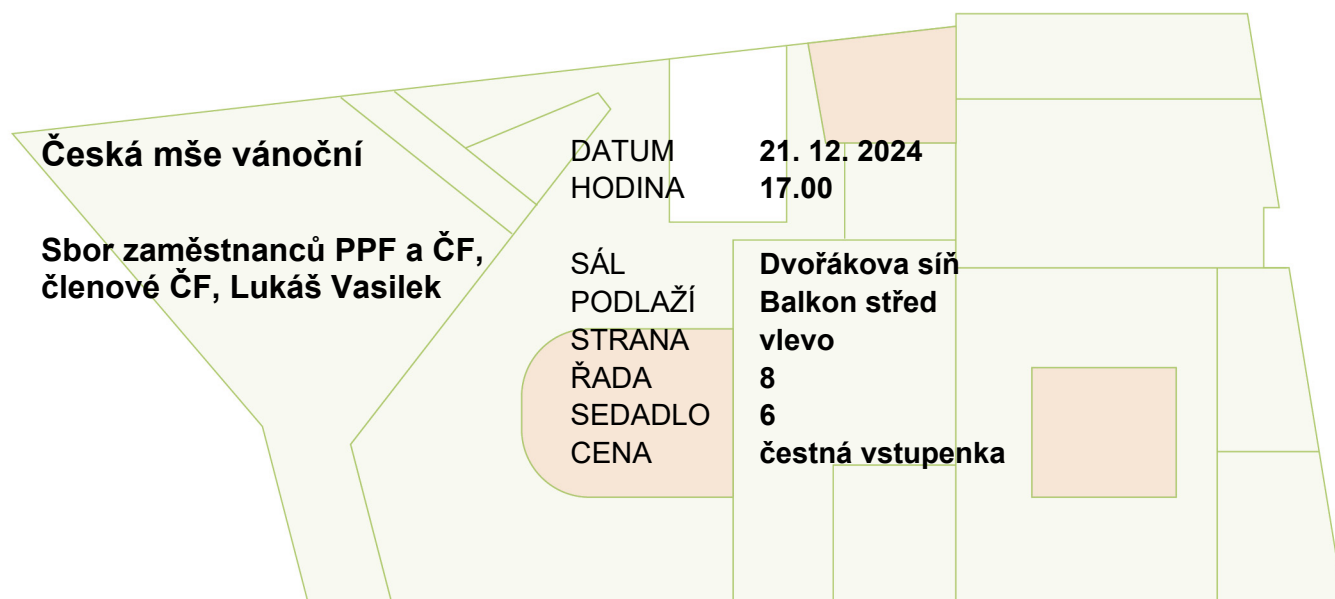 Česká mše vánoční
Sbor zaměstnanců PPF a ČF,
členové ČF, Lukáš Vasilek
DATUM 21. 12. 2024
HODINA 17.00
SÁL Dvořákova síň
PODLAŽÍ Balkon střed
STRANA vlevo
ŘADA 8
SEDADLO 6
CENA čestná vstupenka